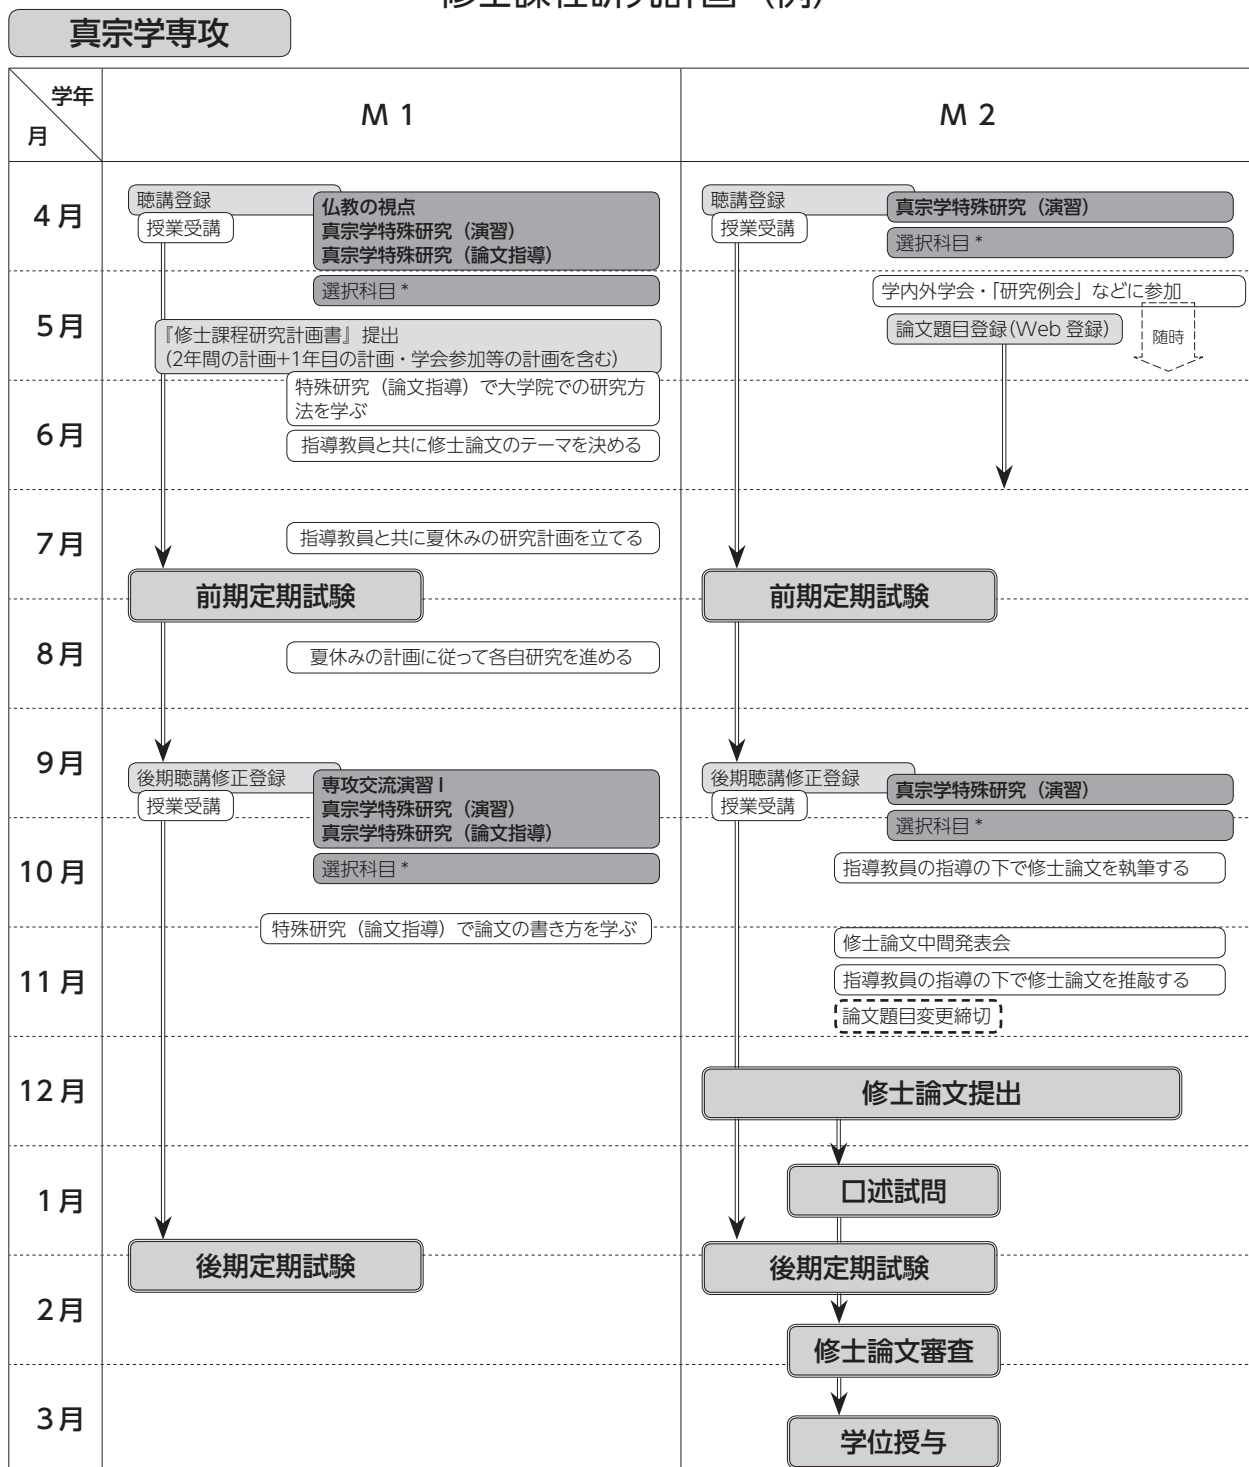 修士課程研究計画（例）
真宗学専攻
学年
月
M 1
M 2
4月
聴講登録
授業受講
仏教の視点
真宗学特殊研究（演習）
真宗学特殊研究（論文指導）
選択科目*
聴講登録
授業受講
真宗学特殊研究（演習）
選択科目*
5月
『修士課程研究計画書』提出
(2年間の計画+1年目の計画・学会参加等の計画を含む)
学内外学会・「研究例会」などに参加
論文題目登録(Web 登録)
随時
特殊研究（論文指導）で大学院での研究方
法を学ぶ
6月
指導教員と共に修士論文のテーマを決める
7月
指導教員と共に夏休みの研究計画を立てる
前期定期試験
前期定期試験
8月
夏休みの計画に従って各自研究を進める
9月
後期聴講修正登録
授業受講
専攻交流演習 I
真宗学特殊研究（演習）
真宗学特殊研究（論文指導）
選択科目*
後期聴講修正登録
授業受講
真宗学特殊研究（演習）
選択科目*
10月
指導教員の指導の下で修士論文を執筆する
特殊研究（論文指導）で論文の書き方を学ぶ
修士論文中間発表会
11月
指導教員の指導の下で修士論文を推敲する
論文題目変更締切
12月
修士論文提出
1月
口述試問
後期定期試験
後期定期試験
2月
修士論文審査
3月
学位授与